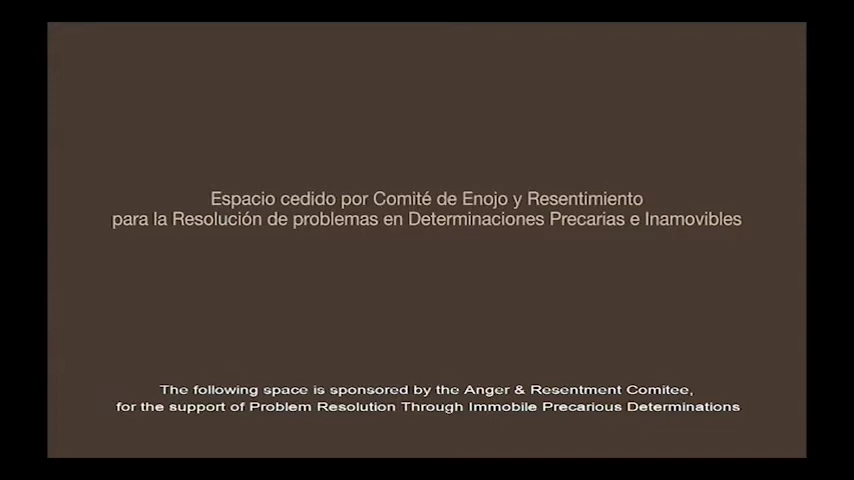 Espacio cedido por Comité de Enojo y Resentimiento
para la Resolución de problemas en Determinaciones Precarias e Inamovibles
The following space is sponsored by the Anger & Resentment Comitee,
for the support of Problem Resolution Through Immobile Precarious Determinations